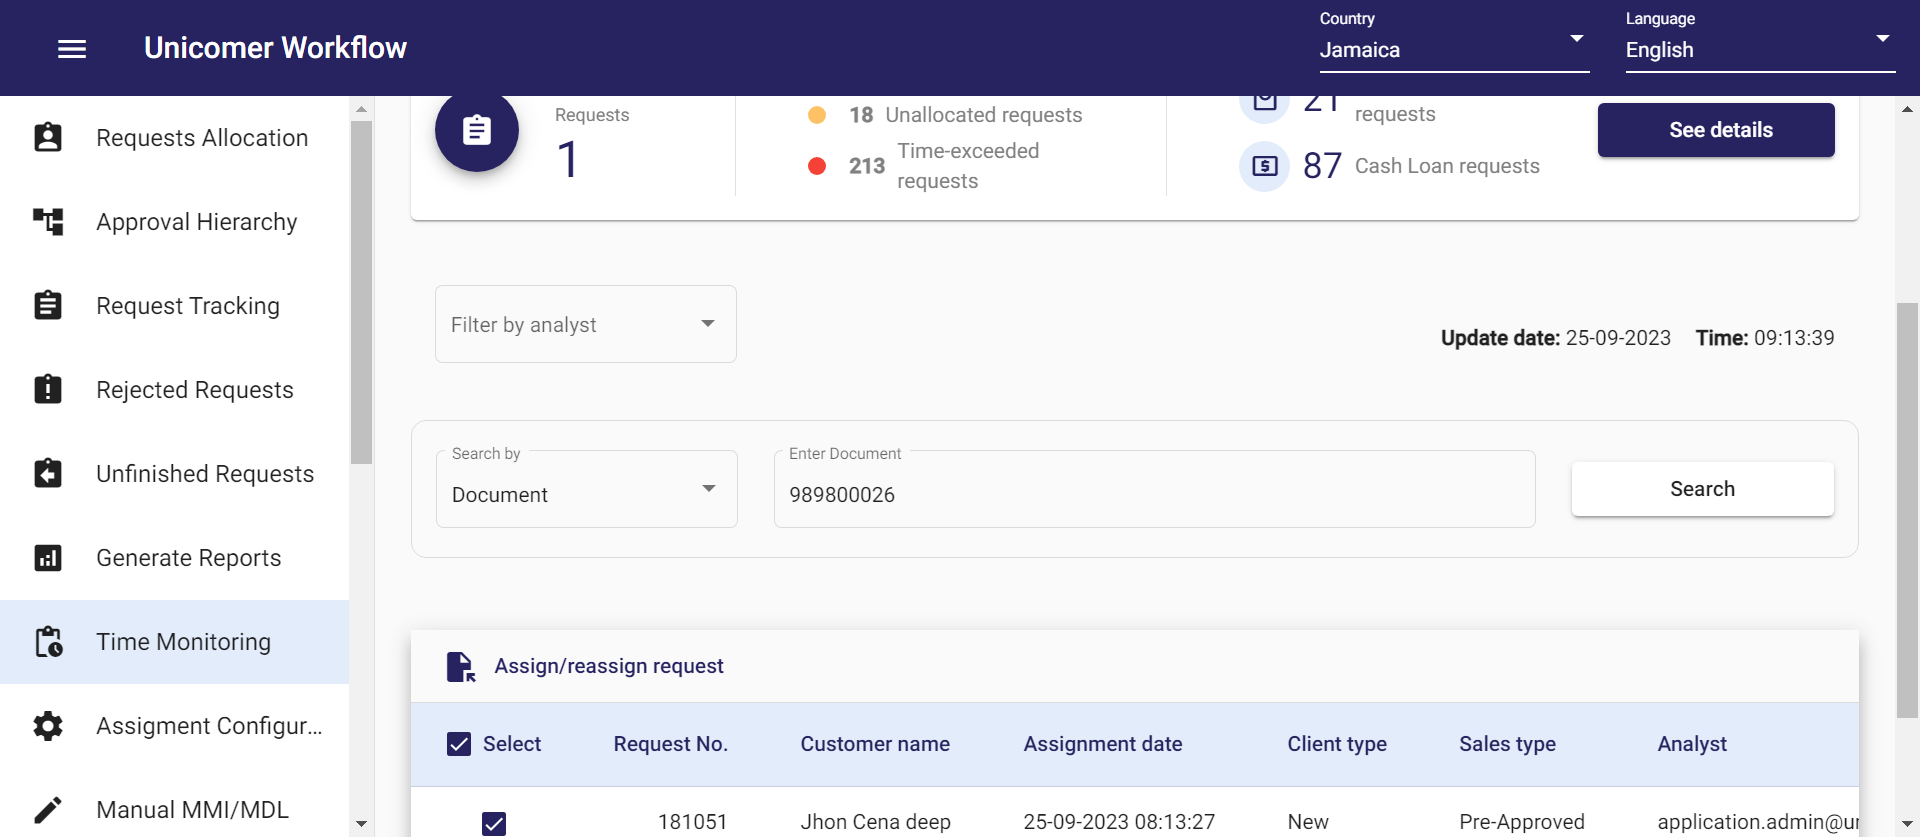 Unicomer Workflow
Country
Jamaica
Language
English
Requests Allocation
Approval Hierarchy
Request Tracking
Rejected Requests
Unfinished Requests
Generate Reports
Time Monitoring
Assigment Configur...
Manual MMI/MDL
Requests
1
18 Unallocated requests
213 Time-exceeded
requests
21 requests
87 Cash Loan requests
See details
Filter by analyst
Update date: 25-09-2023 Time: 09:13:39
Search by
Document
Enter Document
989800026
Search
Assign/reassign request
Select Request No. Customer name Assignment date Client type Sales type Analyst
181051 Jhon Cena deep 25-09-2023 08:13:27 New Pre-Approved application.admin@